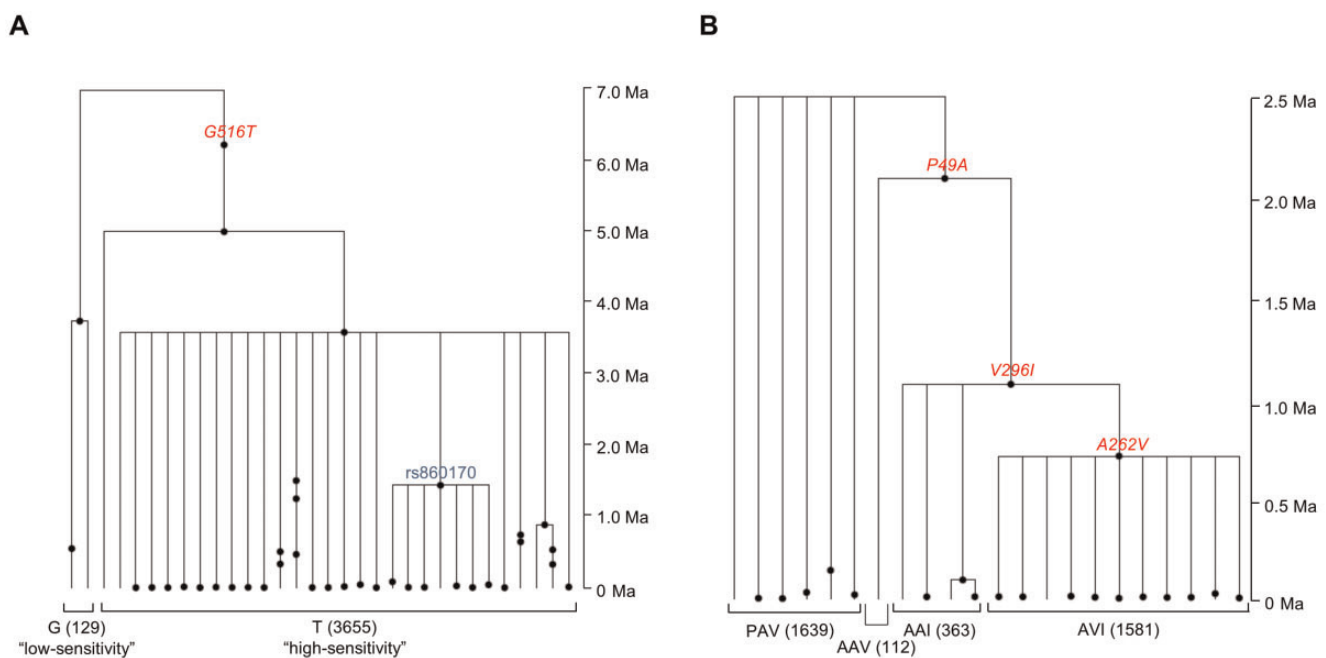 A
B
7.0 Ma
6.0 Ma
5.0 Ma
4.0 Ma
3.0 Ma
2.0 Ma
1.0 Ma
0 Ma
G516T
rs860170
G (129)
"low-sensitivity"
T (3655)
"high-sensitivity"
2.5 Ma
2.0 Ma
1.5 Ma
1.0 Ma
0.5 Ma
0 Ma
P49A
V296I
A262V
PAV (1639)
AAV (112)
AAI (363)
AVI (1581)